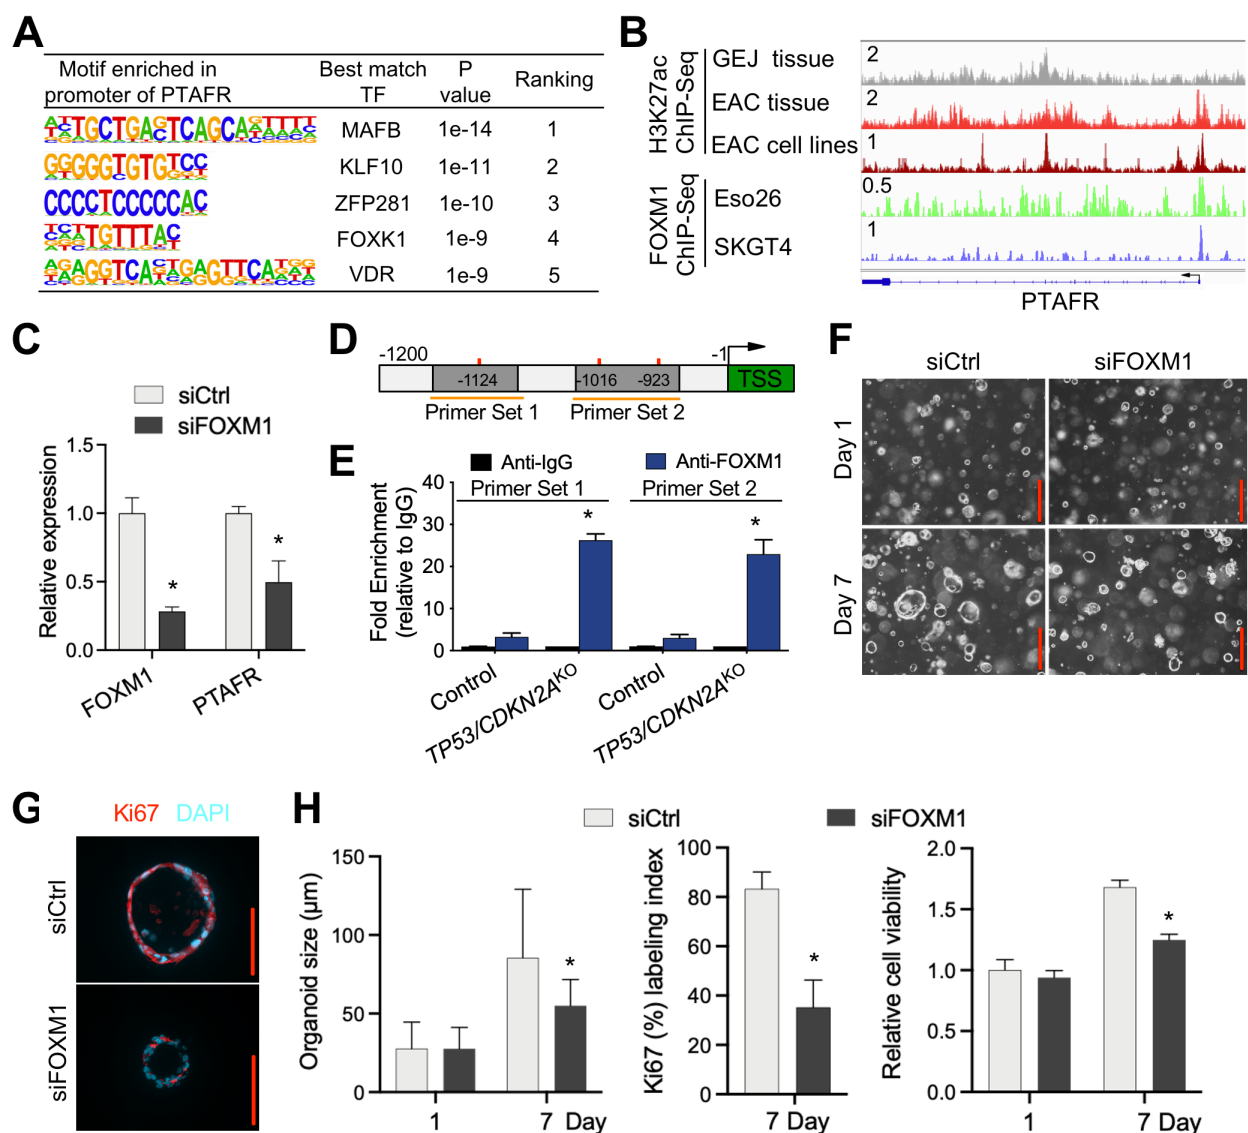 A
Motif enriched in promoter of PTAFR
Best match TF
P value
Ranking
TGCTGACTCAGCA
MAFB 1e-14 1
GGGGGTGTGTCC
KLF10 1e-11 2
CCCCTCCCCCAC
ZFP281 1e-10 3
TGTTTAC
FOXK1 1e-9 4
AGAGGTCACTGAGTTCATGG
VDR 1e-9 5
B
H3K27ac ChIP-Seq
GEJ tissue 2
EAC tissue 2
EAC cell lines 1
FOXM1 ChIP-Seq
Eso26 0.5
SKGT4 1
PTAFR
C
siCtrl
siFOXM1
Relative expression
1.5
1.0
0.5
0.0
*
*
FOXM1
PTAFR
D
-1200 -1
-1124 -1016 -923 TSS
Primer Set 1 Primer Set 2
E
Anti-IgG Anti-FOXM1
Primer Set 1 Primer Set 2
Fold Enrichment (relative to IgG)
40
30
20
10
0
*
*
Control
TP53/CDKN2AKO
Control
TP53/CDKN2AKO
F
siCtrl siFOXM1
Day 1
Day 7
G
Ki67 DAPI
siCtrl
siFOXM1
H
siCtrl siFOXM1
Organoid size (µm)
150
100
50
0
*
1 7 Day
Ki67 (%) labeling index
100
80
60
40
20
0
*
7 Day
Relative cell viability
2.0
1.5
1.0
0.5
0.0
*
1 7 Day